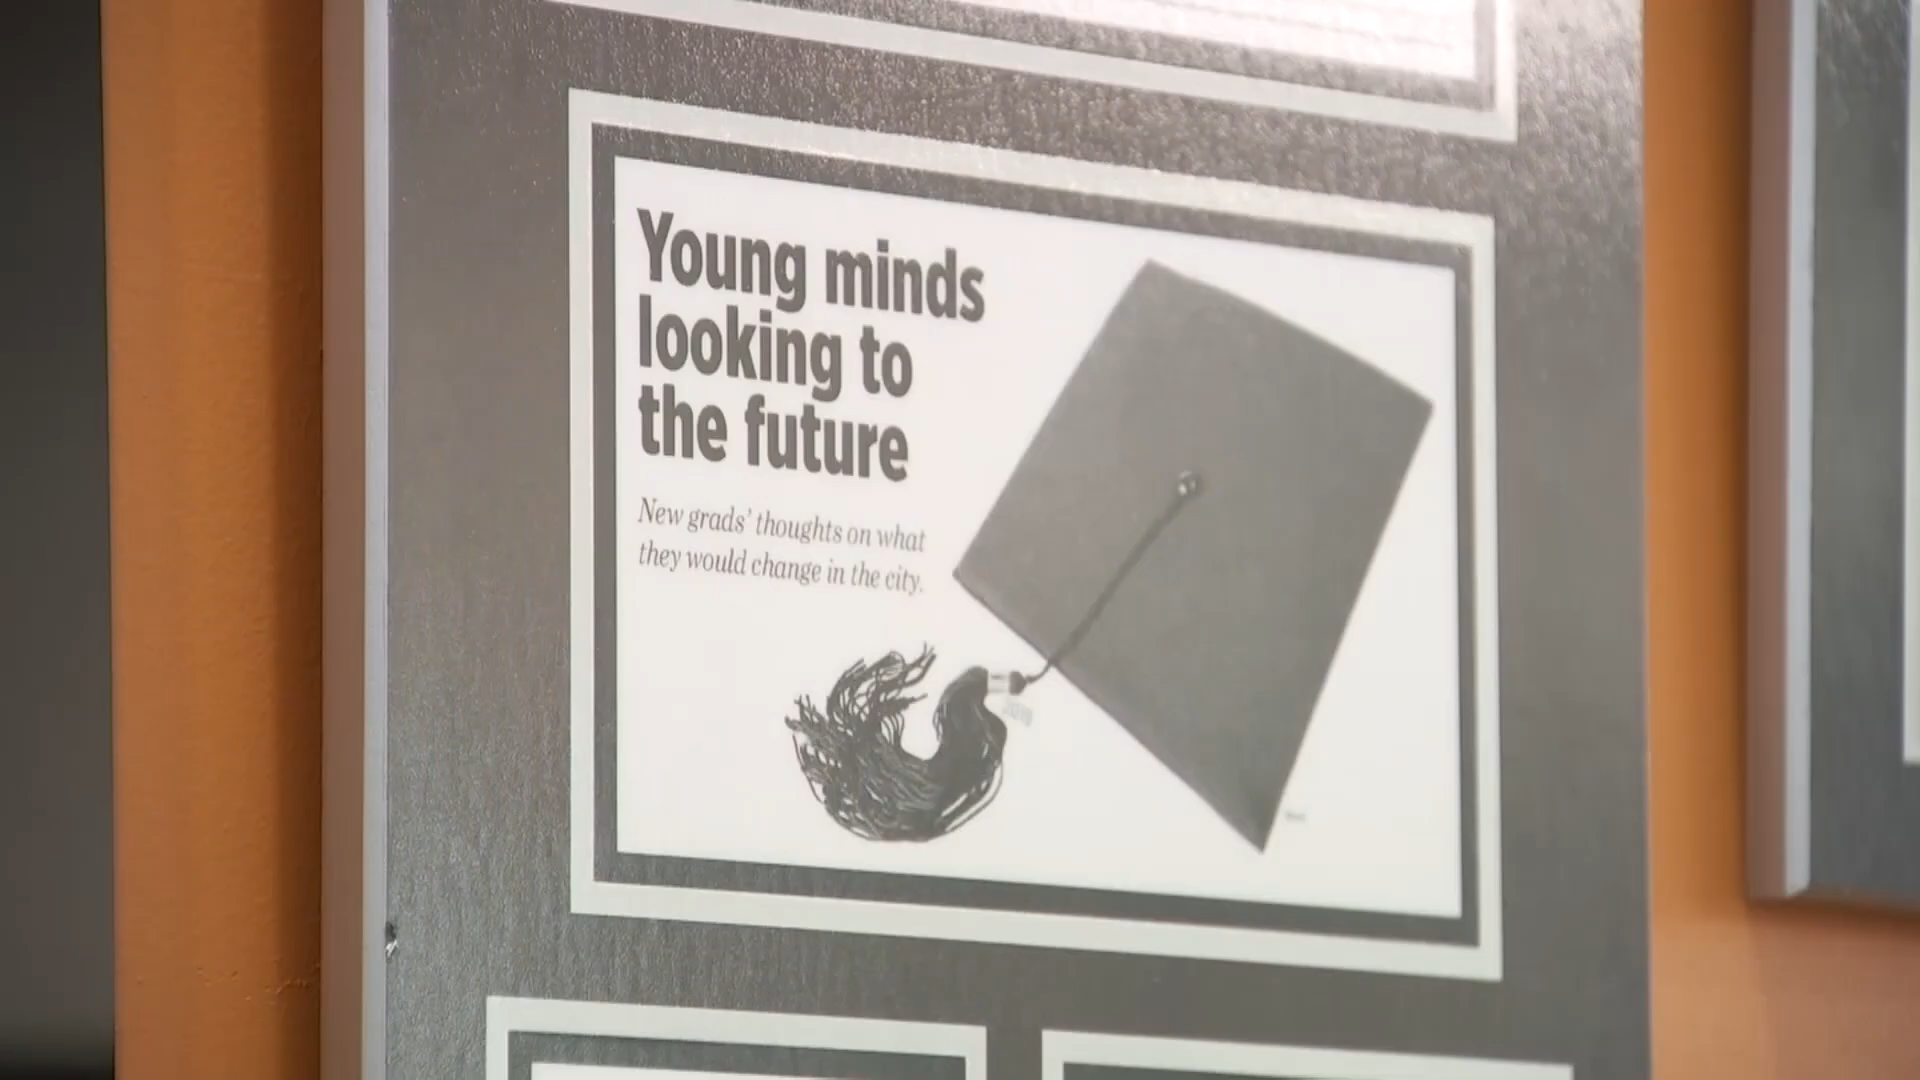 Young minds
looking to
the future
New grads’ thoughts on what
they would change in the city.